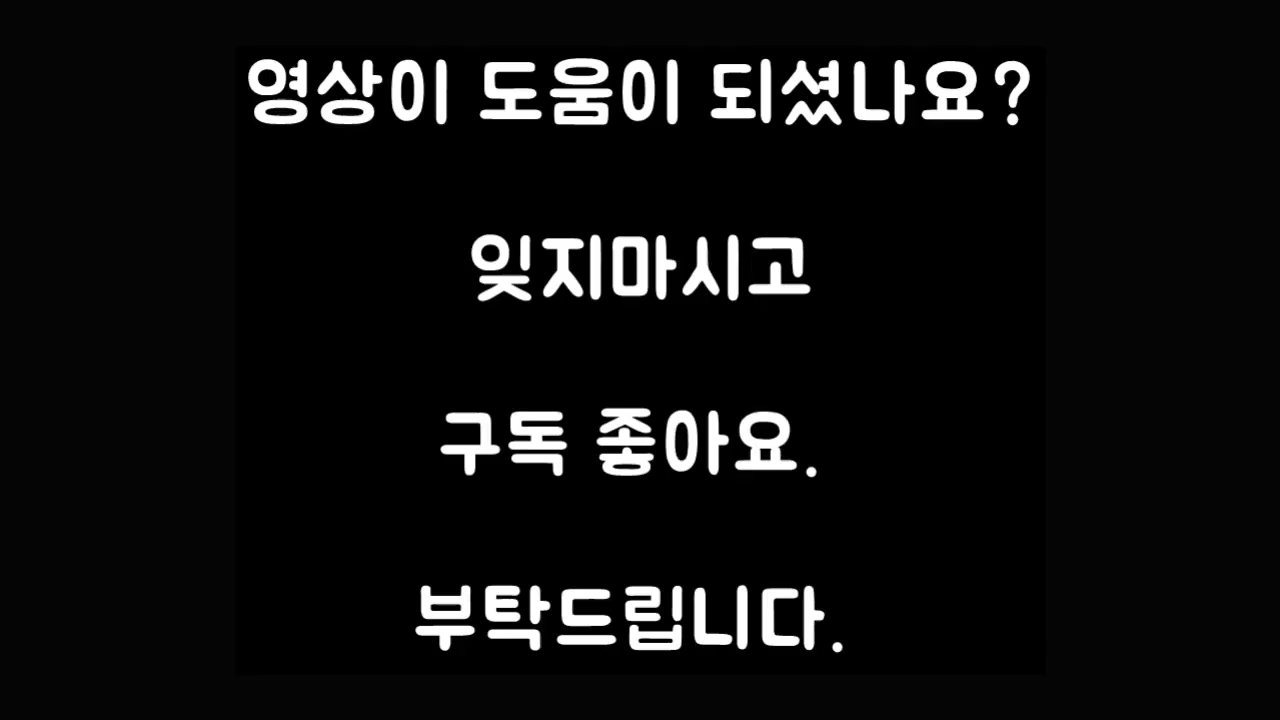 영상이 도움이 되셨나요?
잊지마시고
구독 좋아요.
부탁드립니다.